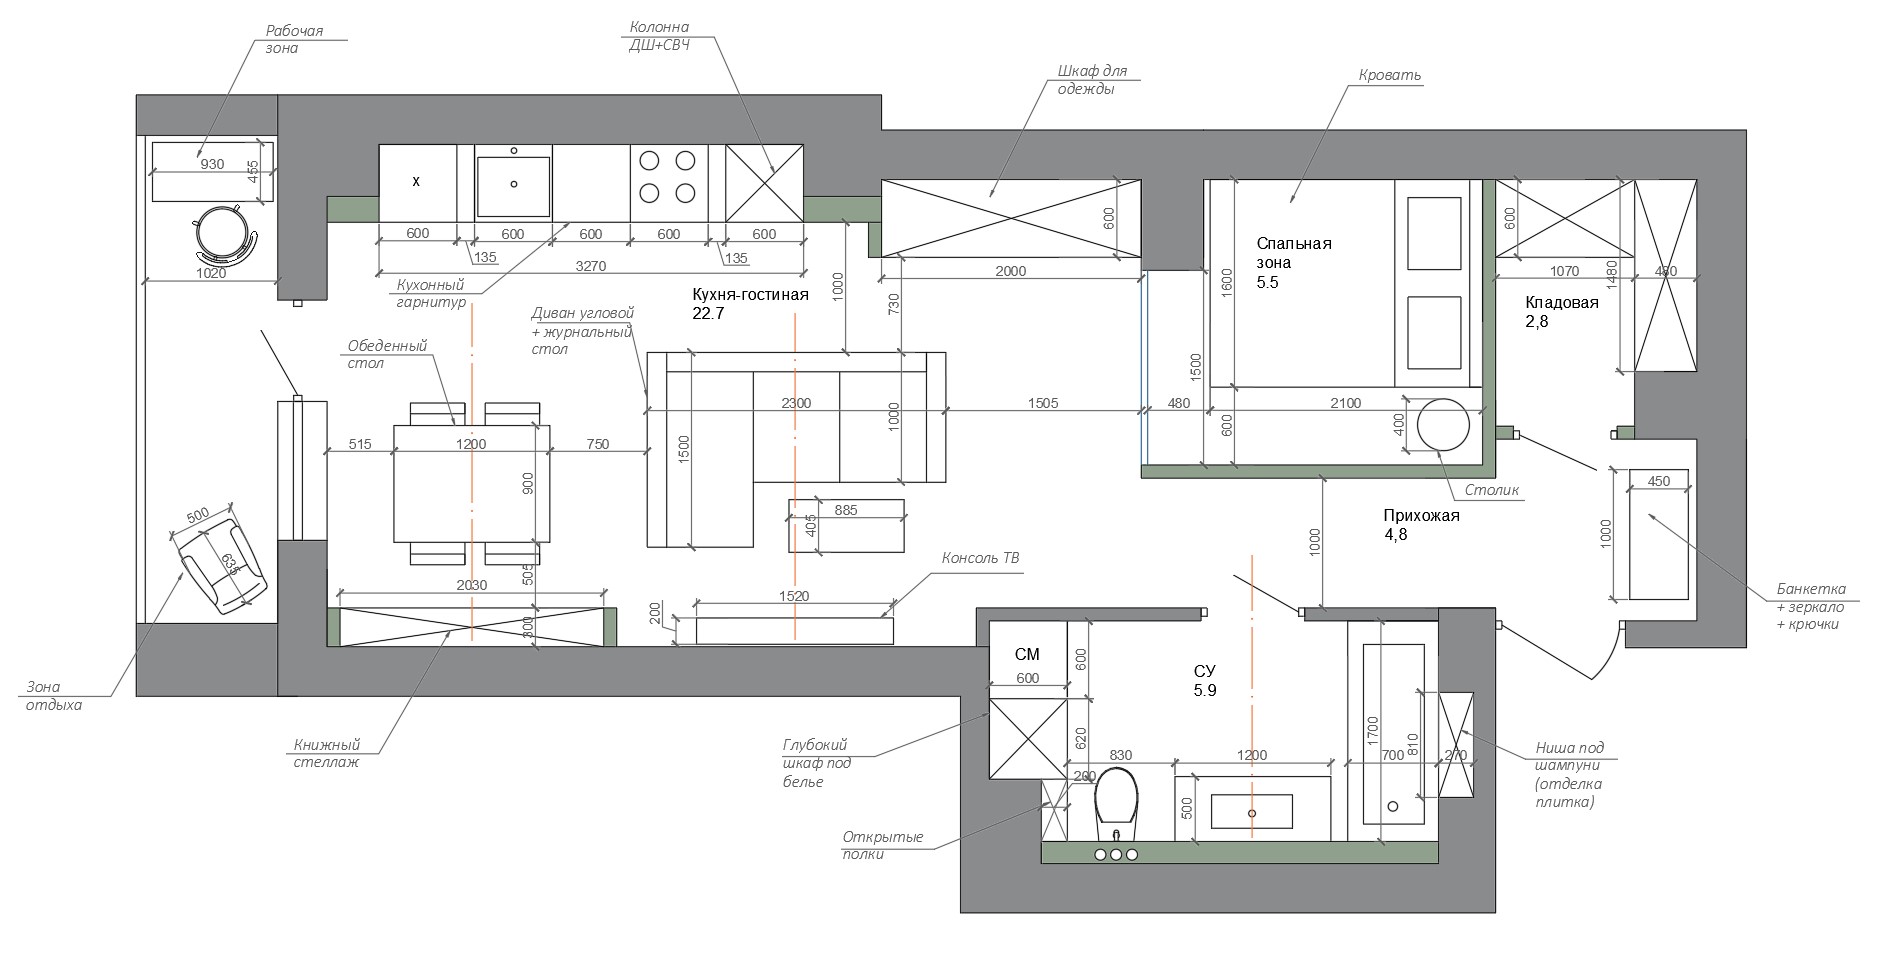 Рабочая
зона
Колонна
ДШ+СВЧ
Шкаф для
одежды
Кровать
930
455
1020
x
600
600
600
600
600
135
135
3270
Кухонный
гарнитур
Кухня-гостиная
22.7
1000
730
600
2000
Спальная
зона
5.5
1600
1500
600
480
2100
400
Столик
600
1070
1480
480
Кладовая
2,8
Диван угловой
+ журнальный
стол
Обеденный
стол
515
1200
750
900
505
2300
1500
1000
1505
885
405
Консоль ТВ
1520
200
2030
300
500
635
Прихожая
4,8
1000
450
1000
Банкетка
+ зеркало
+ крючки
Зона
отдыха
Книжный
стеллаж
СМ
600
600
620
СУ
5.9
Глубокий
шкаф под
белье
830
1200
200
500
1700
700
810
270
Ниша под
шампуни
(отделка
плитка)
Открытые
полки